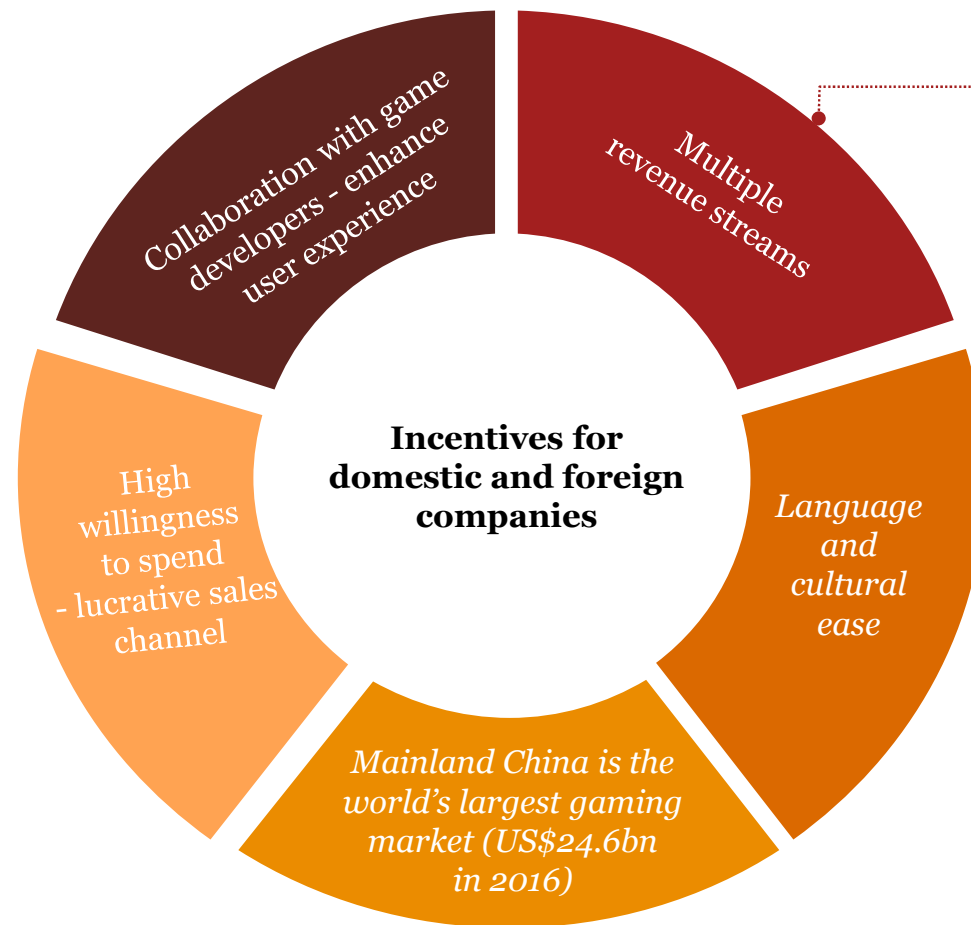 Incentives for
domestic and foreign
companies
Multiple
revenue streams
Language
and
cultural
ease
Mainland China is the
world’s largest gaming
market (US$24.6bn
in 2016)
High
willingness
to spend
- lucrative sales
channel
Collaboration with game
developers - enhance
user experience